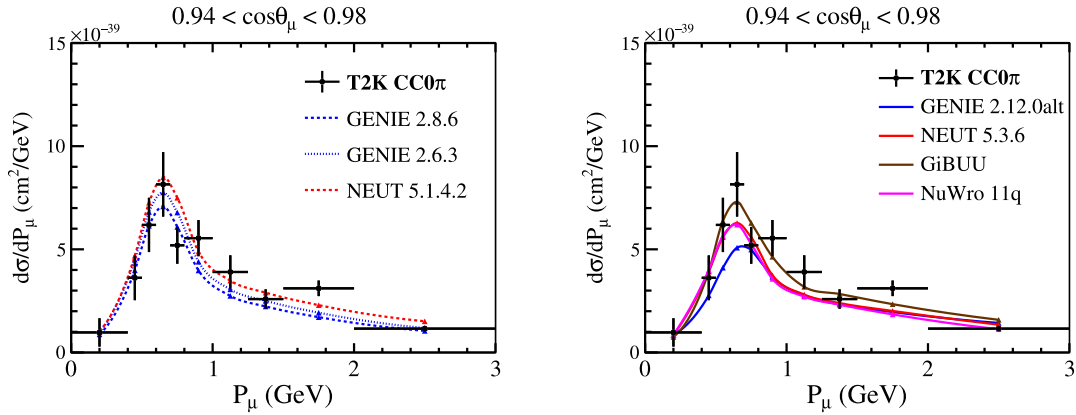 0.94 < cosθμ < 0.98
×10⁻³⁹
15
10
5
0
dσ/dPμ (cm²/GeV)
T2K CC0π
GENIE 2.8.6
GENIE 2.6.3
NEUT 5.1.4.2
0 1 2 3
Pμ (GeV)
0.94 < cosθμ < 0.98
×10⁻³⁹
15
10
5
0
dσ/dPμ (cm²/GeV)
T2K CC0π
GENIE 2.12.0alt
NEUT 5.3.6
GiBUU
NuWro 11q
0 1 2 3
Pμ (GeV)